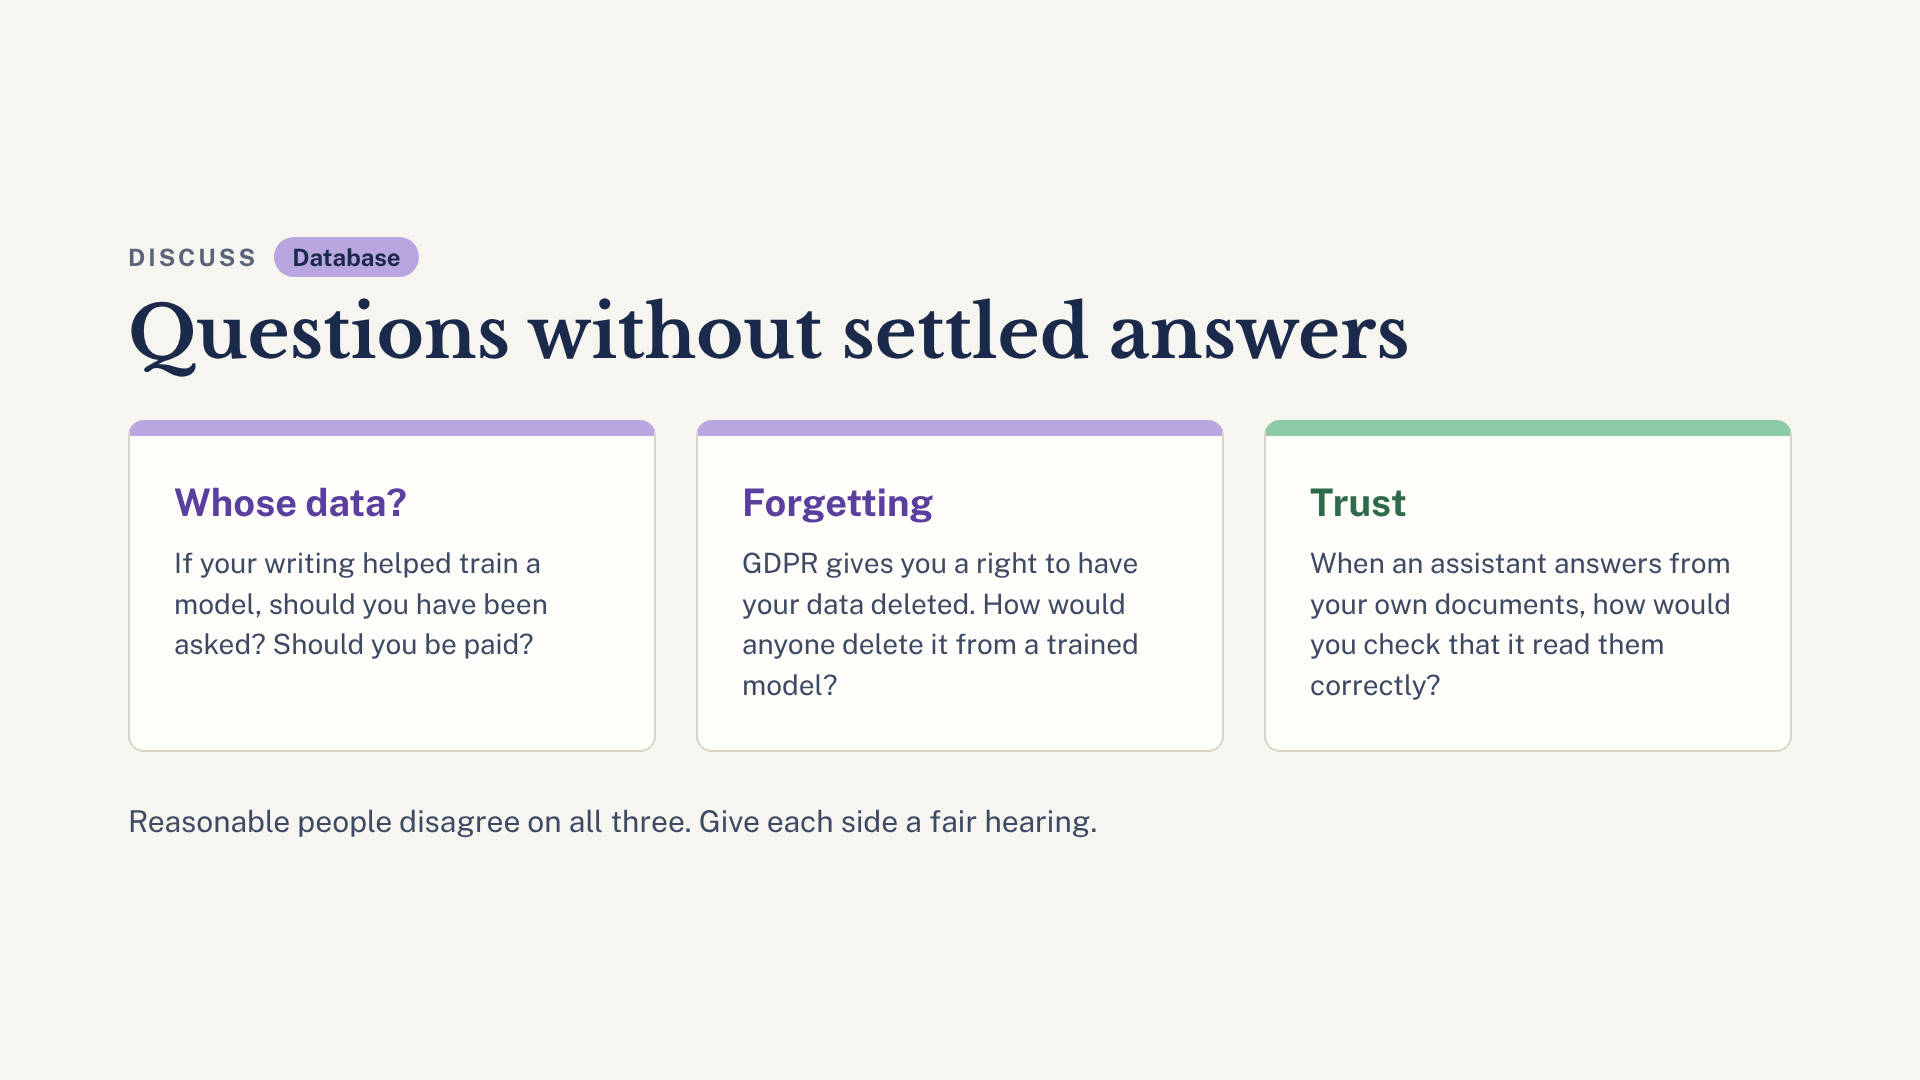 DISCUSS Database
Questions without settled answers
Whose data?
If your writing helped train a
model, should you have been
asked? Should you be paid?
Forgetting
GDPR gives you a right to have
your data deleted. How would
anyone delete it from a trained
model?
Trust
When an assistant answers from
your own documents, how would
you check that it read them
correctly?
Reasonable people disagree on all three. Give each side a fair hearing.